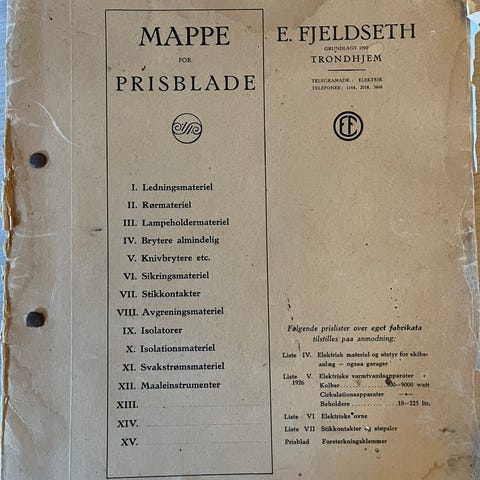 MAPPE
FOR
PRISBLADE
I. Ledningsmateriel
II. Rørmateriel
III. Lampeholdermateriel
IV. Brytere almindelig
V. Knivbrytere etc.
VI. Sikringsmateriel
VII. Stikkontakter
VIII. Avgreningsmateriel
IX. Isolatorer
X. Isolationsmateriel
XI. Svakstrømsmateriel
XII. Maaleinstrumenter
XIII.
XIV.
XV.
E. FJELDSETH
GRUNDLAGT 1900
TRONDHJEM
TELEGRAMADR.: ELEKTRIK
TELEFONER: 1164, 2018, 3464
Følgende prislister over eget fabrikata
tilstilles paa anmodning:
Liste IV. Elektrisk materiel og utstyr for skibs-
anlæg — ogsaa garager
Liste V. Elektriske varmtvandsapparater
1926 Kolber 500—9000 watt
Cirkulationsapparater —»—
Beholdere 18—225 ltr.
Liste VI Elektriske ovne
Liste VII Stikkontakter og støpsler
Prisblad Forsterkningsklemmer